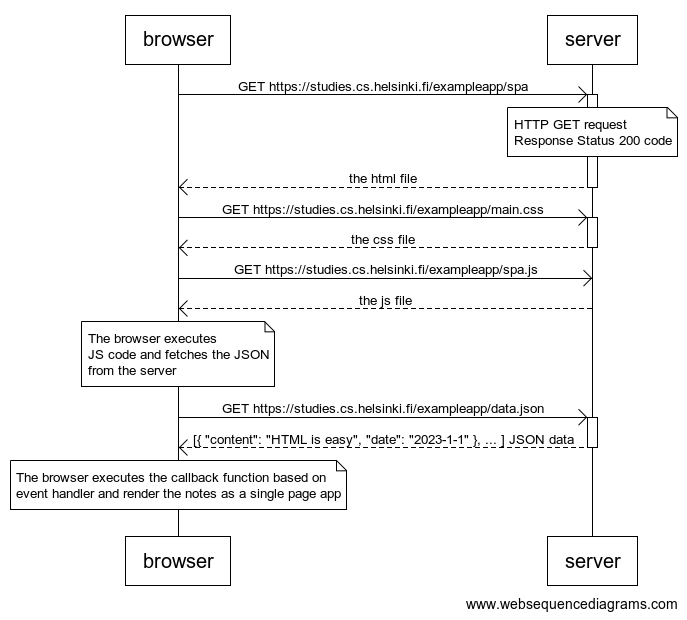 browser
server
GET https://studies.cs.helsinki.fi/exampleapp/spa
HTTP GET request
Response Status 200 code
the html file
GET https://studies.cs.helsinki.fi/exampleapp/main.css
the css file
GET https://studies.cs.helsinki.fi/exampleapp/spa.js
the js file
The browser executes
JS code and fetches the JSON
from the server
GET https://studies.cs.helsinki.fi/exampleapp/data.json
[{ "content": "HTML is easy", "date": "2023-1-1" }, ... ] JSON data
The browser executes the callback function based on
event handler and render the notes as a single page app
browser
server
www.websequencediagrams.com